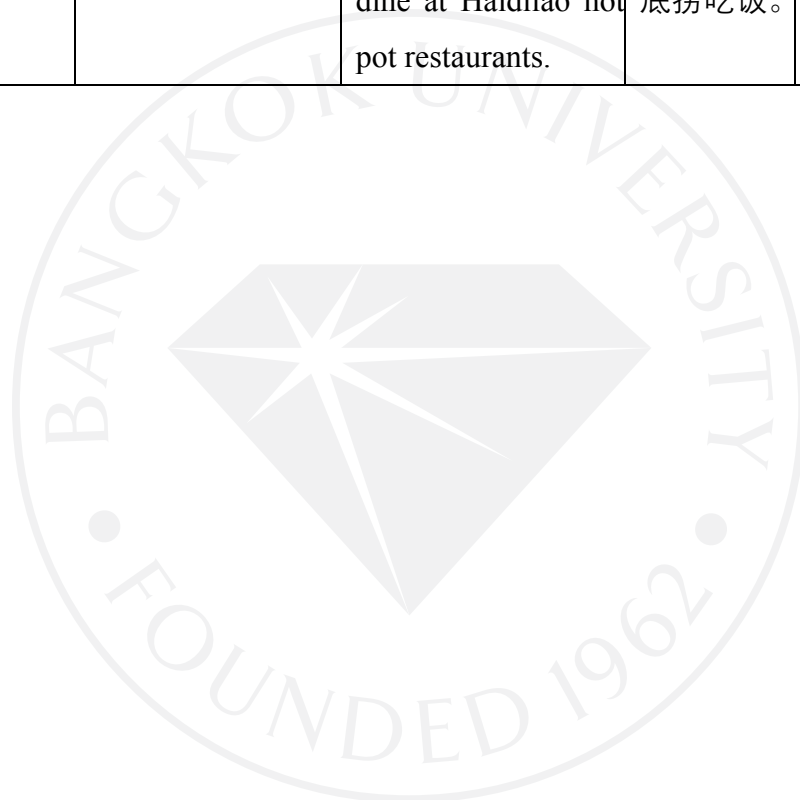 dine at Haidilao hot 底捞吃饭。
pot restaurants.
BANGKOK UNIVERSITY
FOUNDED 1962